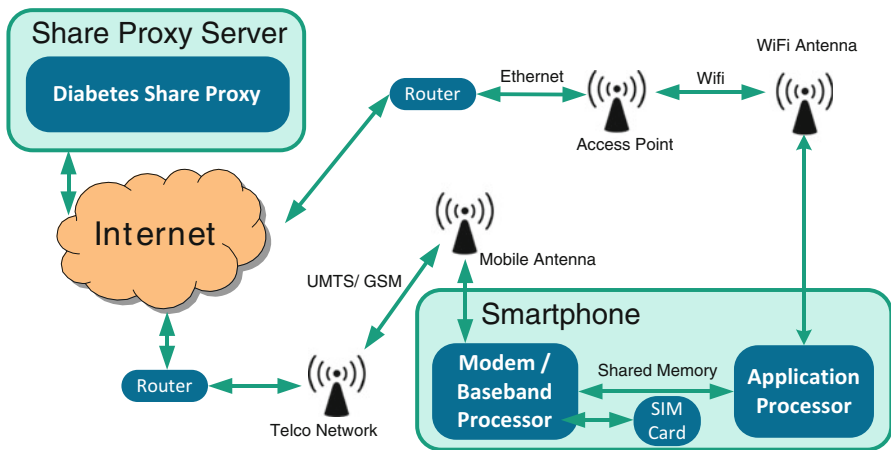 Share Proxy Server
Diabetes Share Proxy
WiFi Antenna
Router
Ethernet
Wifi
Access Point
Internet
Mobile Antenna
UMTS/ GSM
Smartphone
Modem /
Baseband
Processor
Shared Memory
SIM
Card
Application
Processor
Router
Telco Network